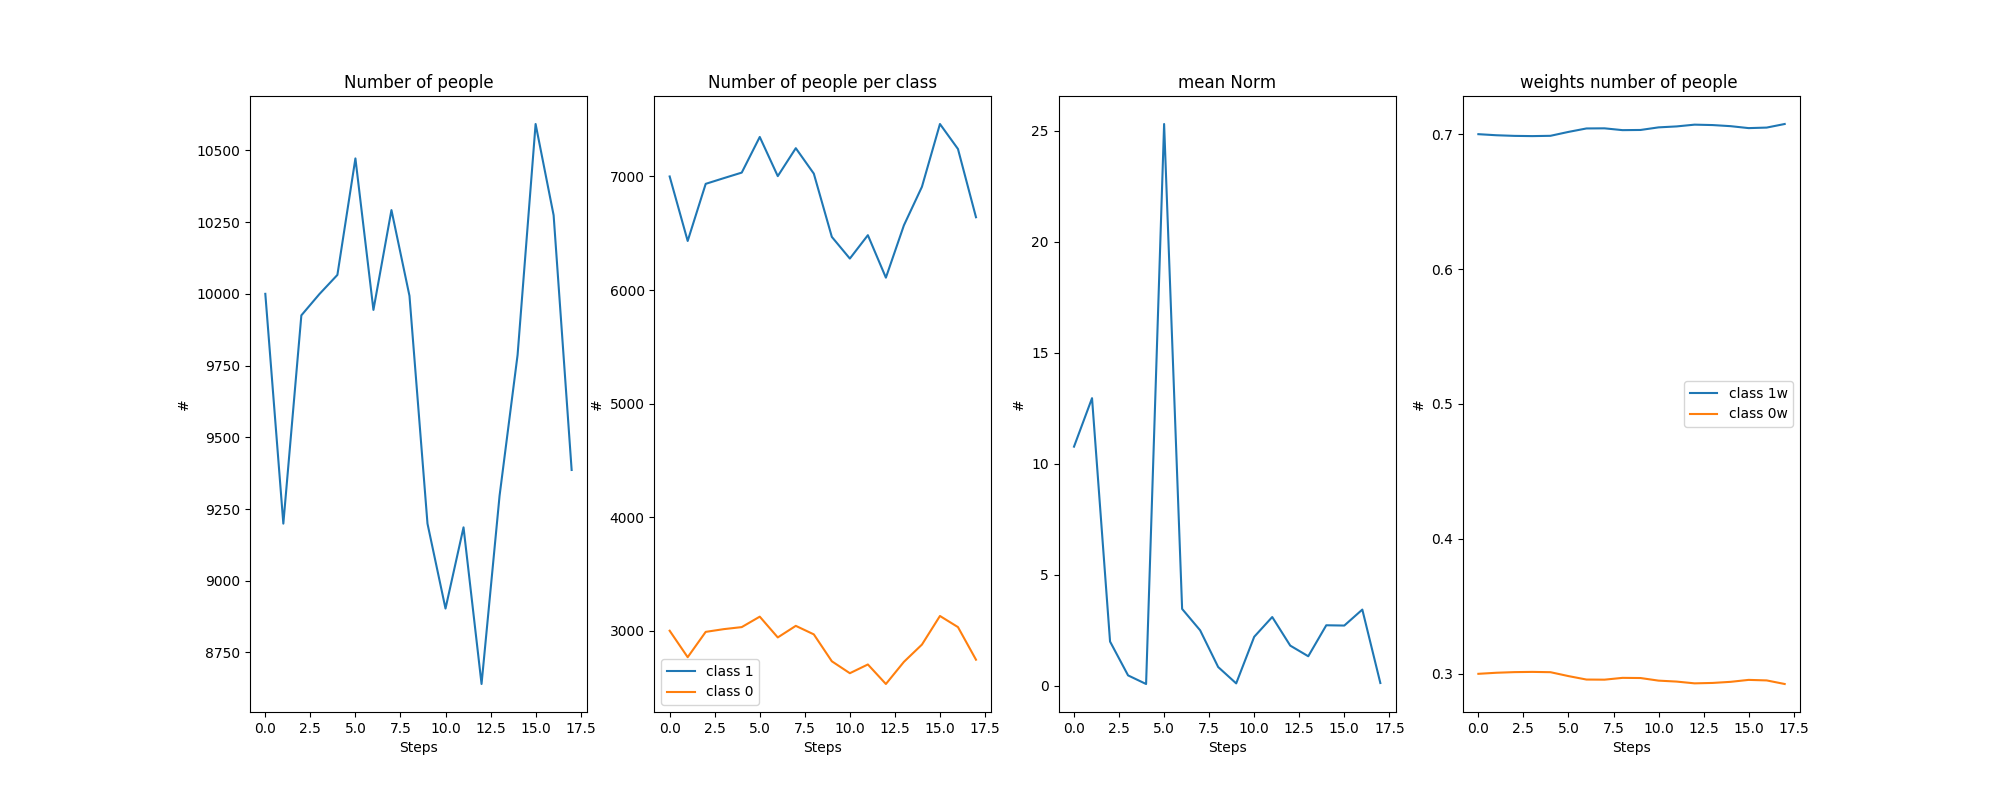 Number of people
10500
10250
10000
9750
9500
9250
9000
8750
#
0.0 2.5 5.0 7.5 10.0 12.5 15.0 17.5
Steps
Number of people per class
7000
6000
5000
4000
3000
#
class 1
class 0
0.0 2.5 5.0 7.5 10.0 12.5 15.0 17.5
Steps
mean Norm
25
20
15
10
5
0
#
0.0 2.5 5.0 7.5 10.0 12.5 15.0 17.5
Steps
weights number of people
0.7
0.6
0.5
0.4
0.3
#
class 1w
class 0w
0.0 2.5 5.0 7.5 10.0 12.5 15.0 17.5
Steps